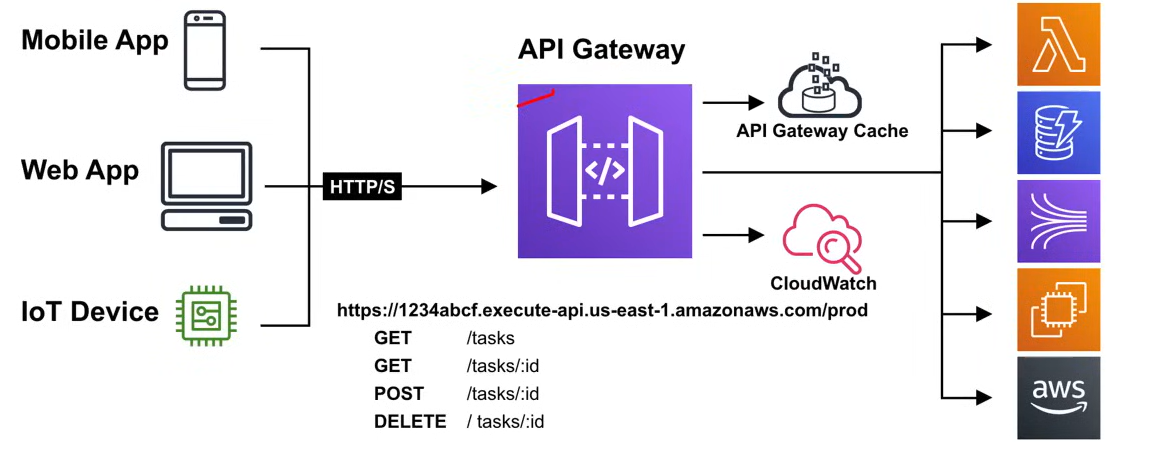 Mobile App
Web App
IoT Device
HTTP/S
API Gateway
</>
API Gateway Cache
CloudWatch
https://1234abcf.execute-api.us-east-1.amazonaws.com/prod
GET /tasks
GET /tasks/:id
POST /tasks/:id
DELETE / tasks/:id
aws